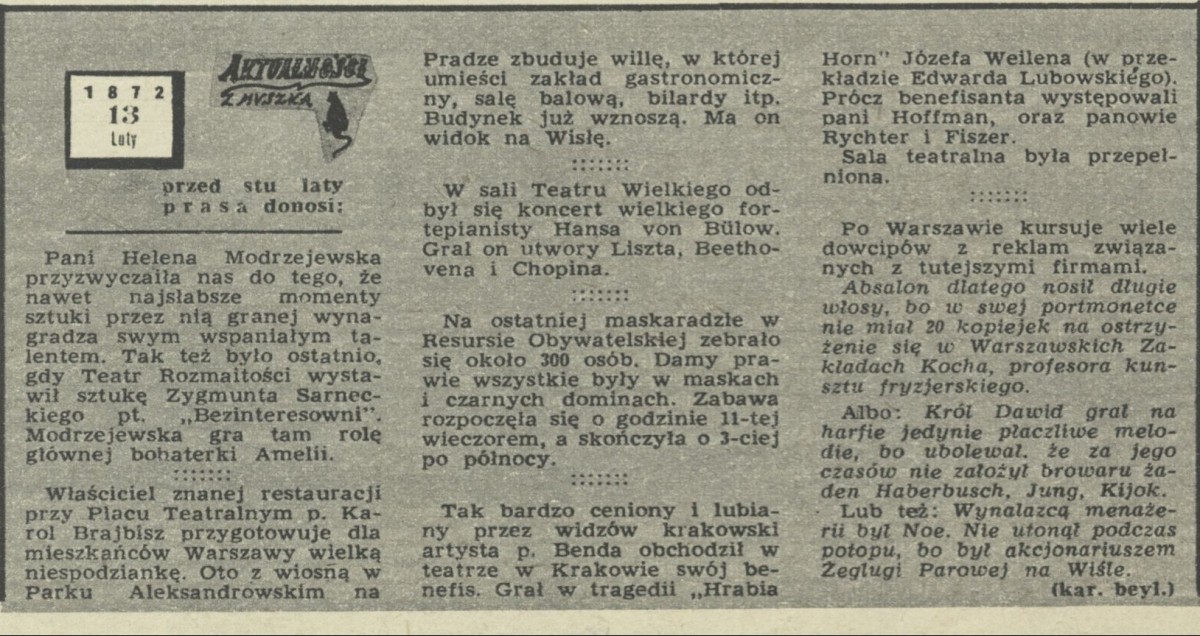 1872
13
Luty
AKTUALNOŚCI
Z MYSZKĄ
przed stu laty
prasa donosi:
Pani Helena Modrzejewska
przyzwyczaiła nas do tego, że
nawet najsłabsze momenty
sztuki przez nią granej wyna-
gradza swym wspaniałym ta-
lentem. Tak też było ostatnio,
gdy Teatr Rozmaitości wysta-
wił sztukę Zygmunta Sarnec-
kiego pt. „Bezinteresowni".
Modrzejewska gra tam rolę
głównej bohaterki Amelii.
Właściciel znanej restauracji
przy Placu Teatralnym p. Ka-
rol Brajbisz przygotowuje dla
mieszkańców Warszawy wielką
niespodziankę. Oto z wiosną w
Parku Aleksandrowskim na
Pradze zbuduje willę, w której
umieści zakład gastronomicz-
ny, salę balową, bilardy itp.
Budynek już wznoszą. Ma on
widok na Wisłę.
W sali Teatru Wielkiego od-
był się koncert wielkiego for-
tepianisty Hansa von Bülow.
Grał on utwory Liszta, Beetho-
vena i Chopina.
Na ostatniej maskaradzie w
Resursie Obywatelskiej zebrało
się około 300 osób. Damy pra-
wie wszystkie były w maskach
i czarnych dominach. Zabawa
rozpoczęła się o godzinie 11-tej
wieczorem, a skończyła o 3-ciej
po północy.
Tak bardzo ceniony i lubia-
ny przez widzów krakowski
artysta p. Benda obchodził w
teatrze w Krakowie swój be-
nefis. Grał w tragedii „Hrabia
Horn" Józefa Weilena (w prze-
kładzie Edwarda Lubowskiego).
Prócz benefisanta występowali
pani Hoffman, oraz panowie
Rychter i Fiszer.
Sala teatralna była przepeł-
niona.
Po Warszawie kursuje wiele
dowcipów z reklam związa-
nych z tutejszymi firmami.
Absalon dlatego nosił długie
włosy, bo w swej portmonetce
nie miał 20 kopiejek na ostrzy-
żenie się w Warszawskich Za-
kładach Kocha, profesora kun-
sztu fryzjerskiego.
Albo: Król Dawid grał na
harfie jedynie płaczliwe melo-
die, bo ubolewał, że za jego
czasów nie założył browaru ża-
den Haberbusch, Jung, Kijok.
Lub też: Wynalazcą menaże-
rii był Noe. Nie utonął podczas
potopu, bo był akcjonariuszem
Żeglugi Parowej na Wiśle.
(kar. beyl.)